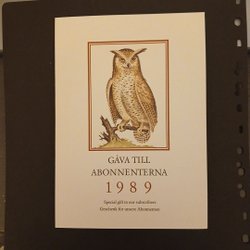 GÅVA TILL
ABONNENTERNA
1989
Special gift to our subscribers
Geschenk für unsere Abonnenten